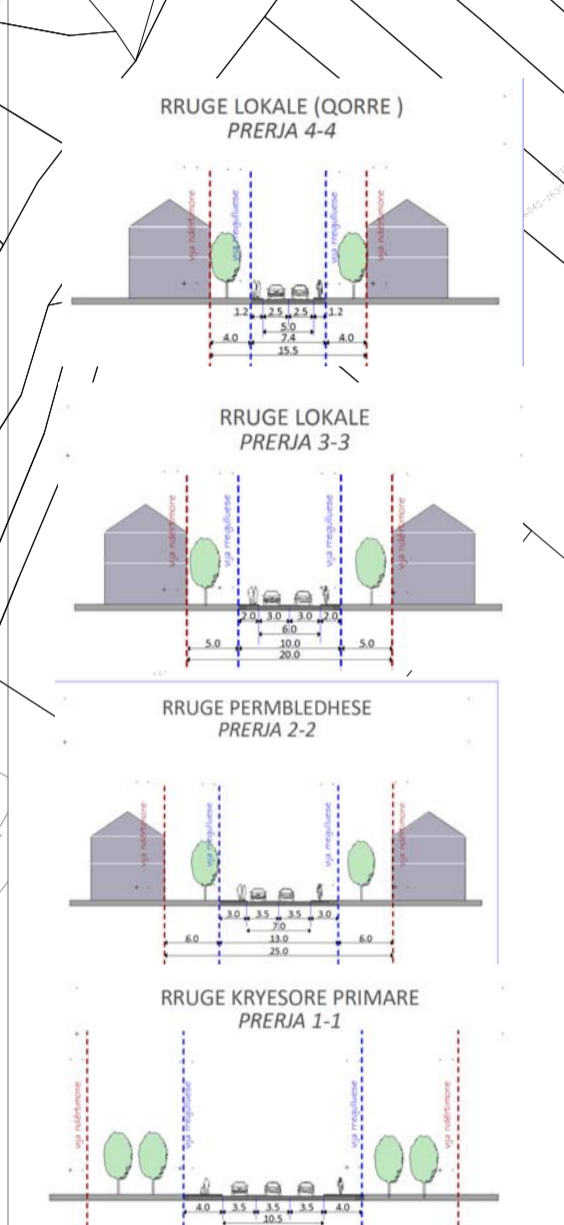 RRUGE LOKALE (QORRE )
PRERJA 4-4
vija ndërtimore
vija rregulluese
vija rregulluese
vija ndërtimore
1.2 2.5 2.5 1.2
5.0
4.0 7.4 4.0
15.5
RRUGE LOKALE
PRERJA 3-3
vija ndërtimore
vija rregulluese
vija rregulluese
vija ndërtimore
2.0 3.0 3.0 2.0
6.0
5.0 10.0 5.0
20.0
RRUGE PERMBLEDHESE
PRERJA 2-2
vija ndërtimore
vija rregulluese
vija rregulluese
vija ndërtimore
3.0 3.5 3.5 3.0
7.0
6.0 13.0 6.0
25.0
RRUGE KRYESORE PRIMARE
PRERJA 1-1
vija ndërtimore
vija rregulluese
vija rregulluese
vija ndërtimore
4.0 3.5 3.5 3.5 4.0
10.5